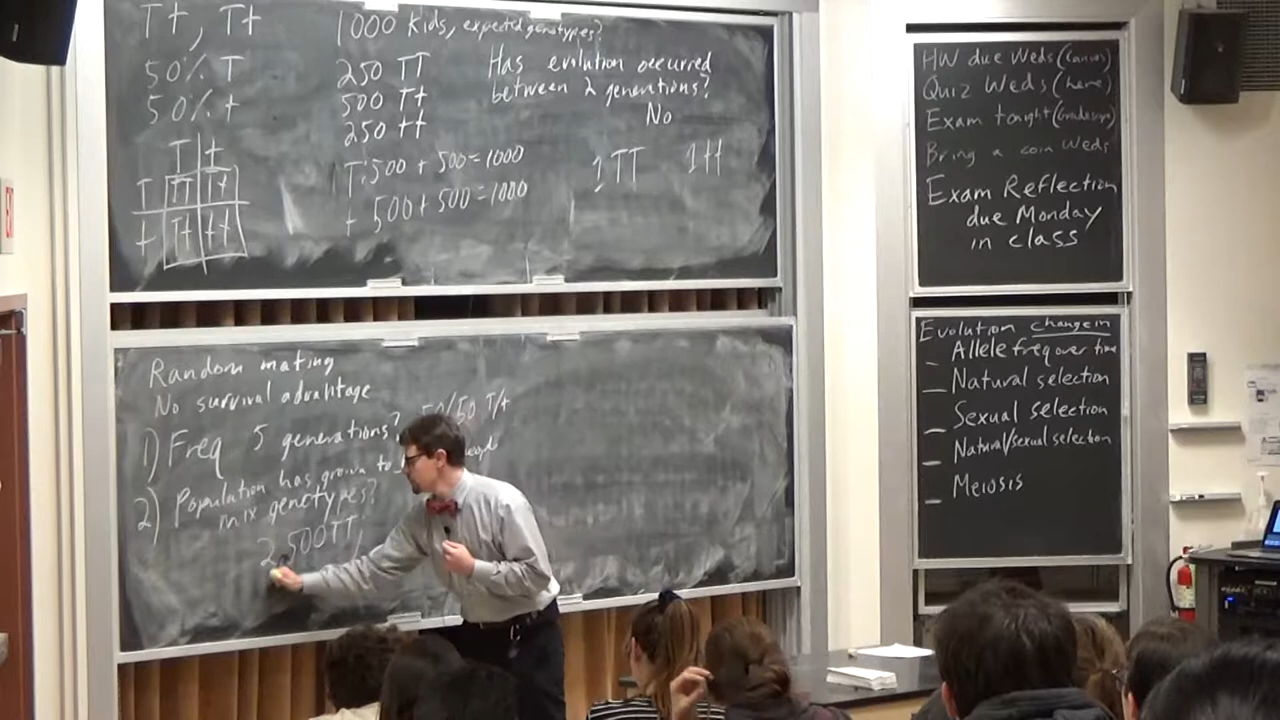 Tt, Tt
50% T
50% t
T t
T TT Tt
t Tt tt
1000 Kids, expected genotypes?
250 TT
500 Tt
250 tt
T: 500 + 500 = 1000
t 500 + 500 = 1000
Has evolution occurred
between 2 generations?
No
1 TT 1 tt
Random mating
No survival advantage
1) Freq 5 generations? 50/50 T/t
2) Population has grown to
mix genotypes?
2,500 TT,
HW due Weds (Canvas)
Quiz Weds (here)
Exam tonight (Gradescope)
Bring a coin Weds
Exam Reflection
due Monday
in class
Evolution change in
- Allele freq over time
- Natural selection
- Sexual selection
- Natural/sexual selection
- Meiosis